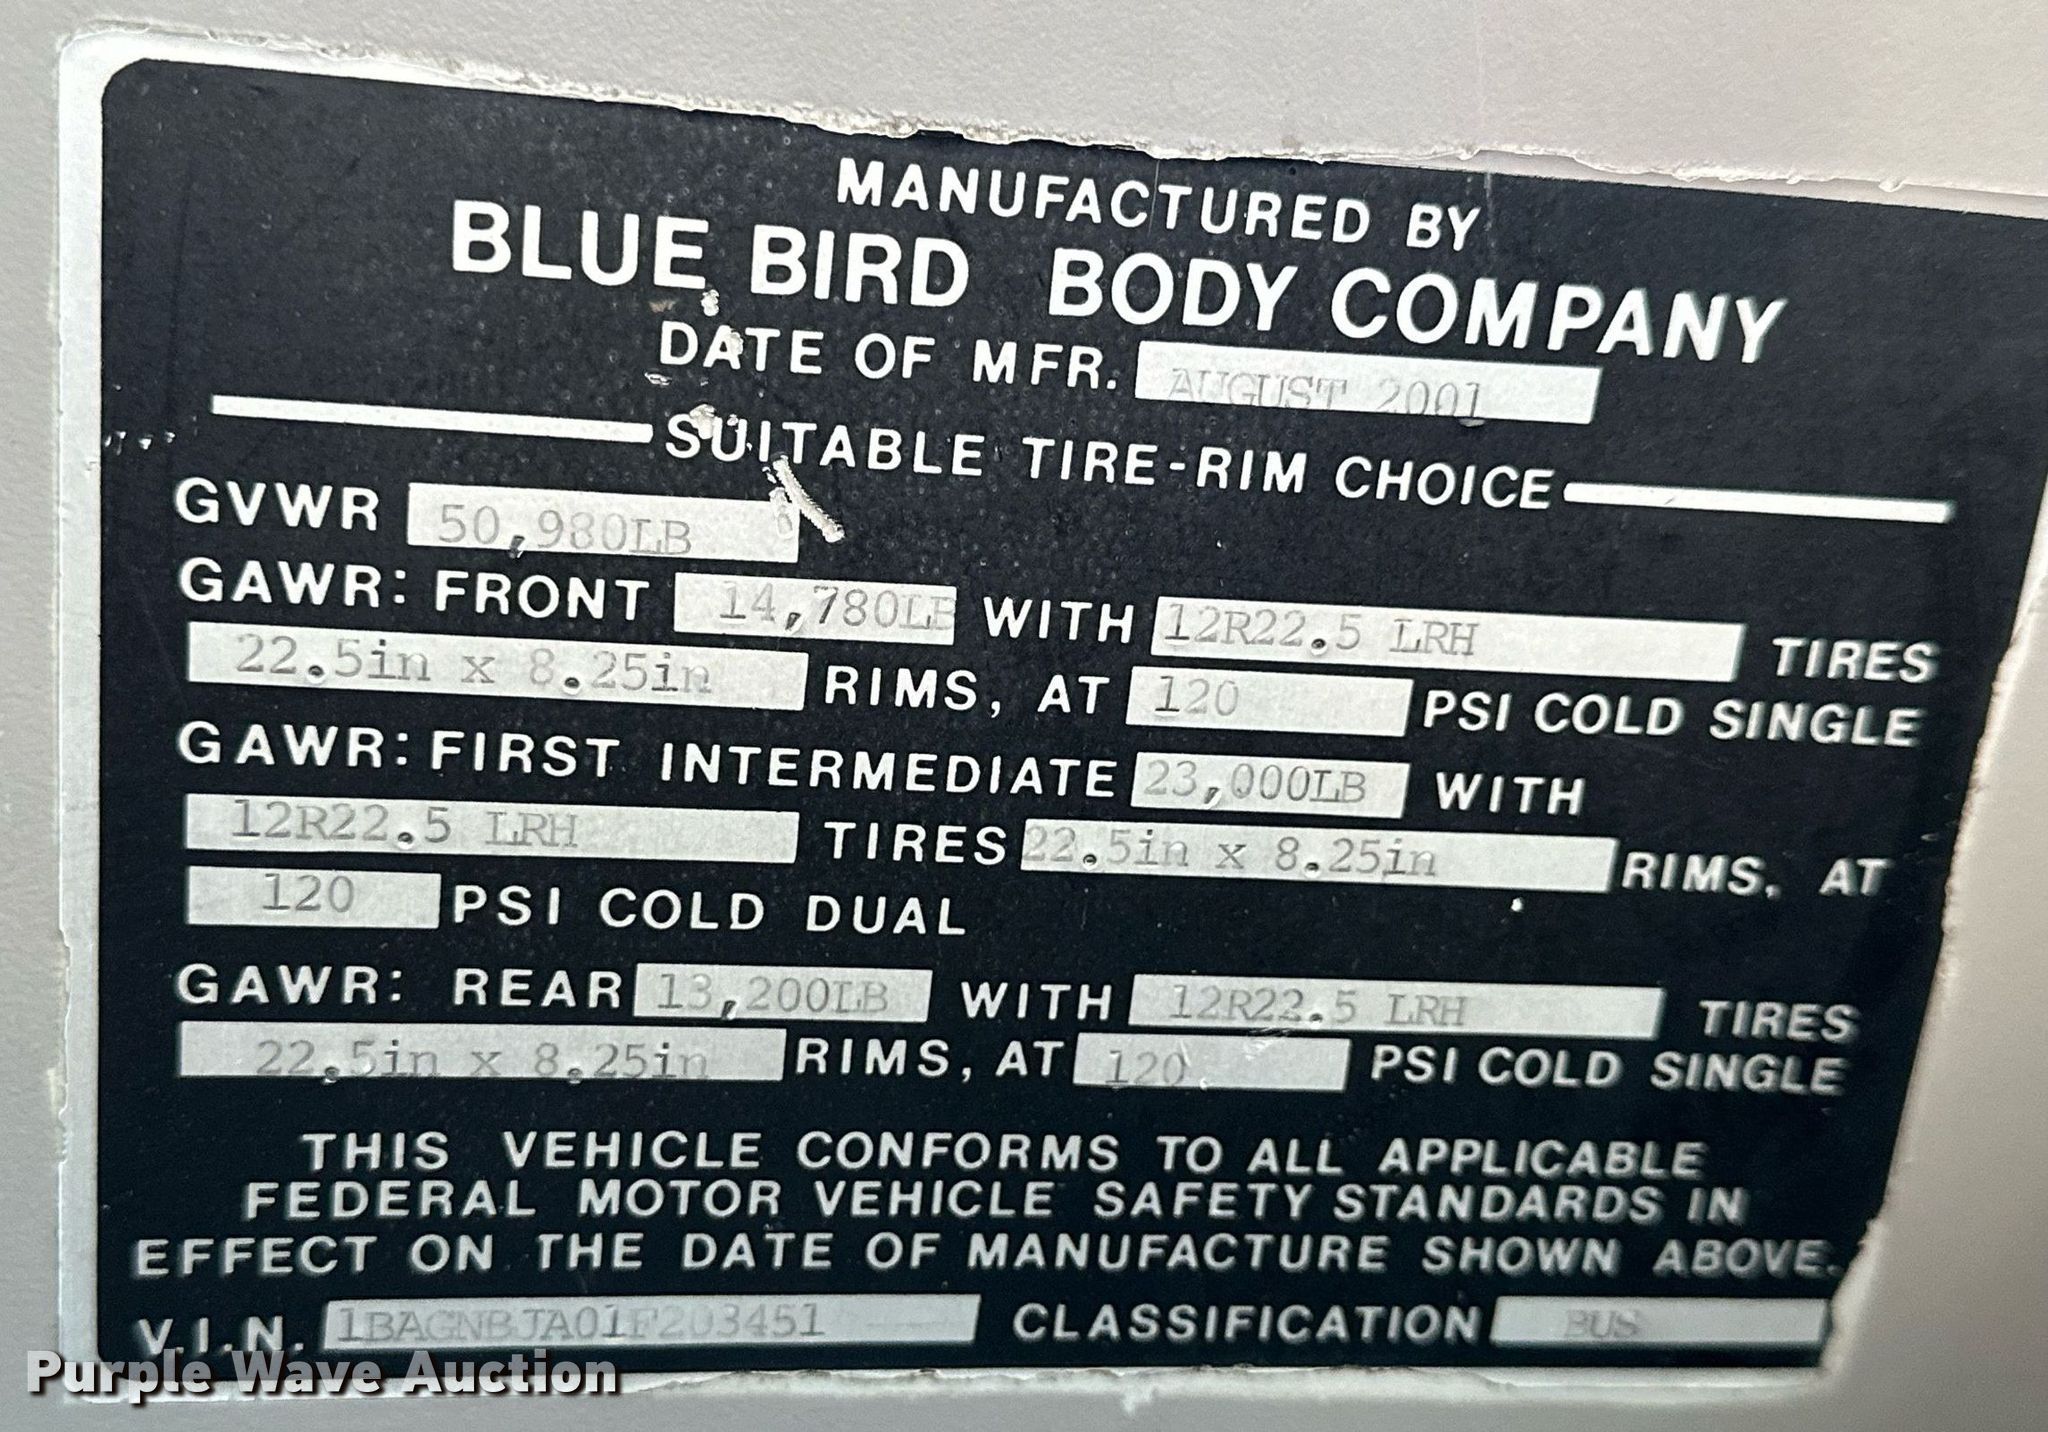 MANUFACTURED BY
BLUE BIRD BODY COMPANY
DATE OF MFR. AUGUST 2001
SUITABLE TIRE-RIM CHOICE
GVWR 50,980LB
GAWR: FRONT 14,780LB WITH 12R22.5 LRH TIRES
22.5in x 8.25in RIMS, AT 120 PSI COLD SINGLE
GAWR: FIRST INTERMEDIATE 23,000LB WITH
12R22.5 LRH TIRES 22.5in x 8.25in RIMS, AT
120 PSI COLD DUAL
GAWR: REAR 13,200LB WITH 12R22.5 LRH TIRES
22.5in x 8.25in RIMS, AT 120 PSI COLD SINGLE
THIS VEHICLE CONFORMS TO ALL APPLICABLE
FEDERAL MOTOR VEHICLE SAFETY STANDARDS IN
EFFECT ON THE DATE OF MANUFACTURE SHOWN ABOVE.
V.I.N. 1BAGNBJA01F203451 CLASSIFICATION BUS
Purple Wave Auction